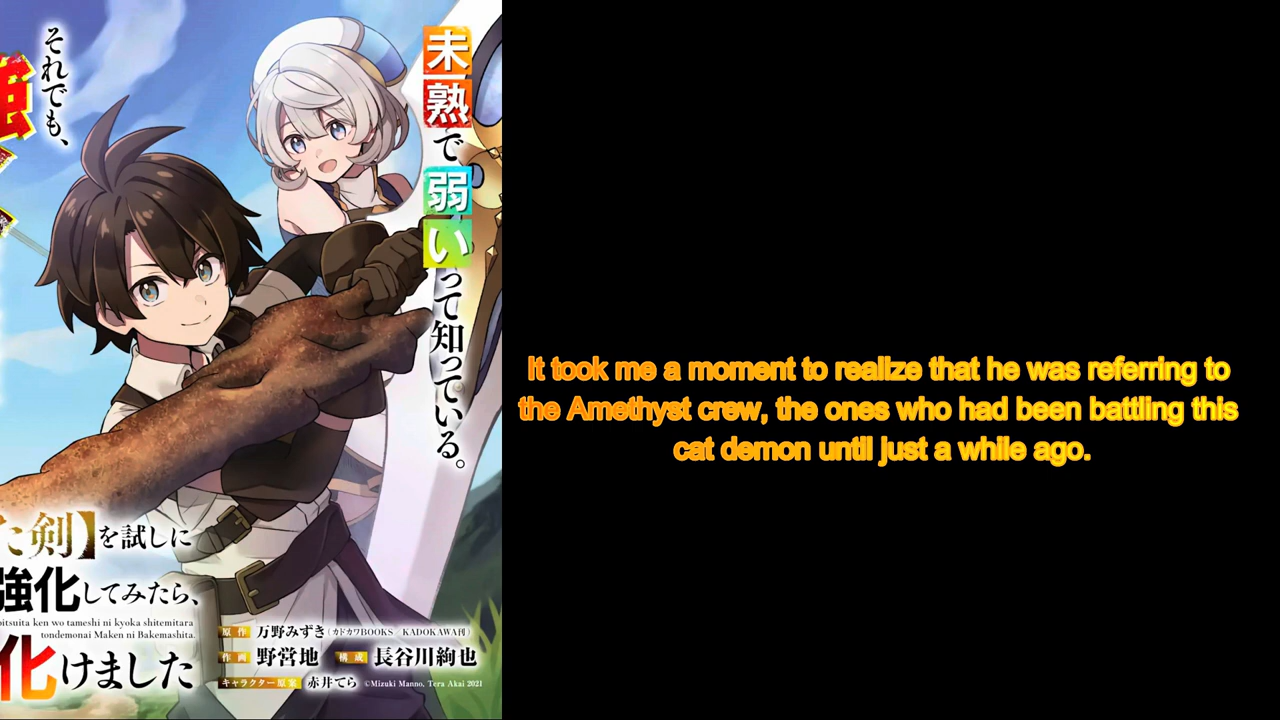 未熟で弱いって知っている。
それでも、
強
た剣】を試しに
強化してみたら、
bitsuita ken wo tameshi ni kyoka shitemitara
tondemonai Maken ni Bakemashita.
化けました
原作 万野みずき（カドカワBOOKS／KADOKAWA刊）
作画 野営地 構成 長谷川絢也
キャラクター原案 赤井てら ©Mizuki Manno, Tera Akai 2021
It took me a moment to realize that he was referring to
the Amethyst crew, the ones who had been battling this
cat demon until just a while ago.